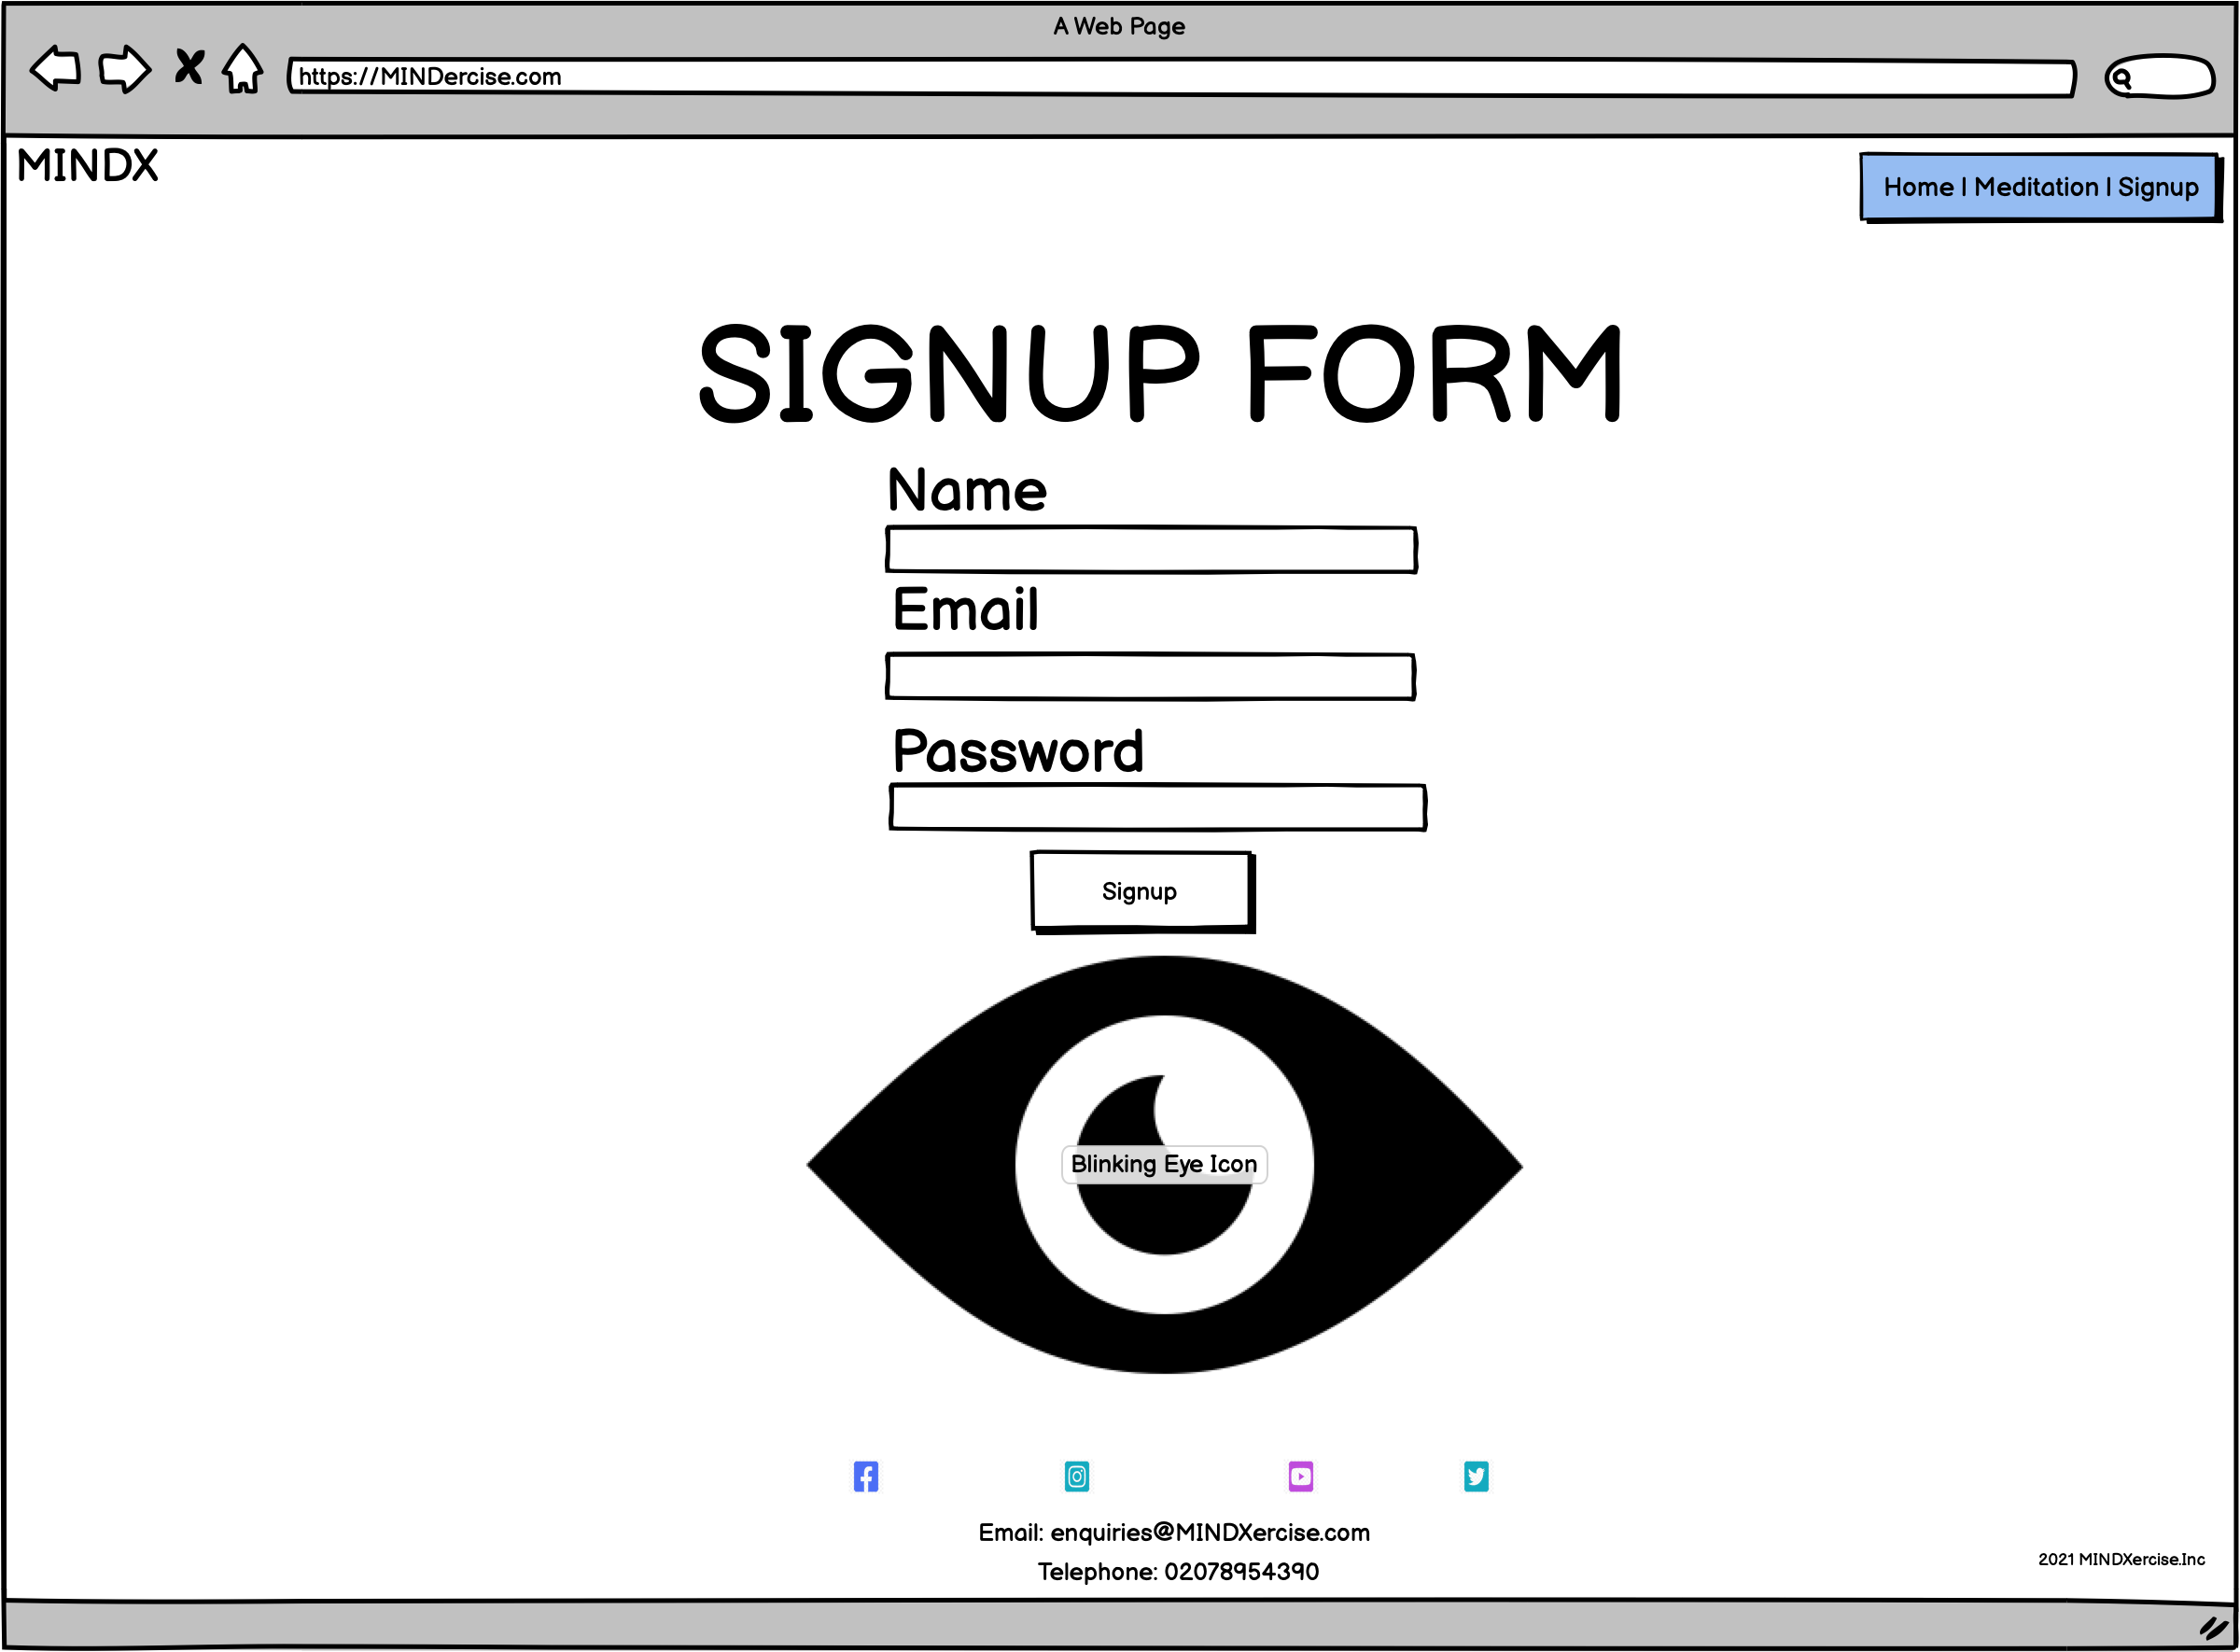 A Web Page
https://MINDercise.com
MINDX
Home | Meditation | Signup
SIGNUP FORM
Name
Email
Password
Signup
Blinking Eye Icon
Email: enquiries@MINDXercise.com
Telephone: 02078954390
2021 MINDXercise.Inc